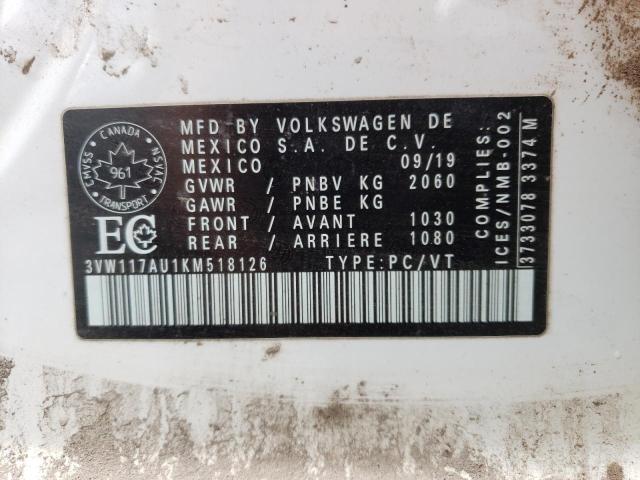 MFD BY VOLKSWAGEN DE
MEXICO S.A. DE C.V.
MEXICO 09/19
GVWR / PNBV KG 2060
GAWR / PNBE KG
FRONT / AVANT 1030
REAR / ARRIERE 1080
3VW117AU1KM518126 TYPE:PC/VT
CANADA
CMVSS
NSVAC
961
TRANSPORT
EC
COMPLIES:
ICES/NMB-002
3733078 3374 M